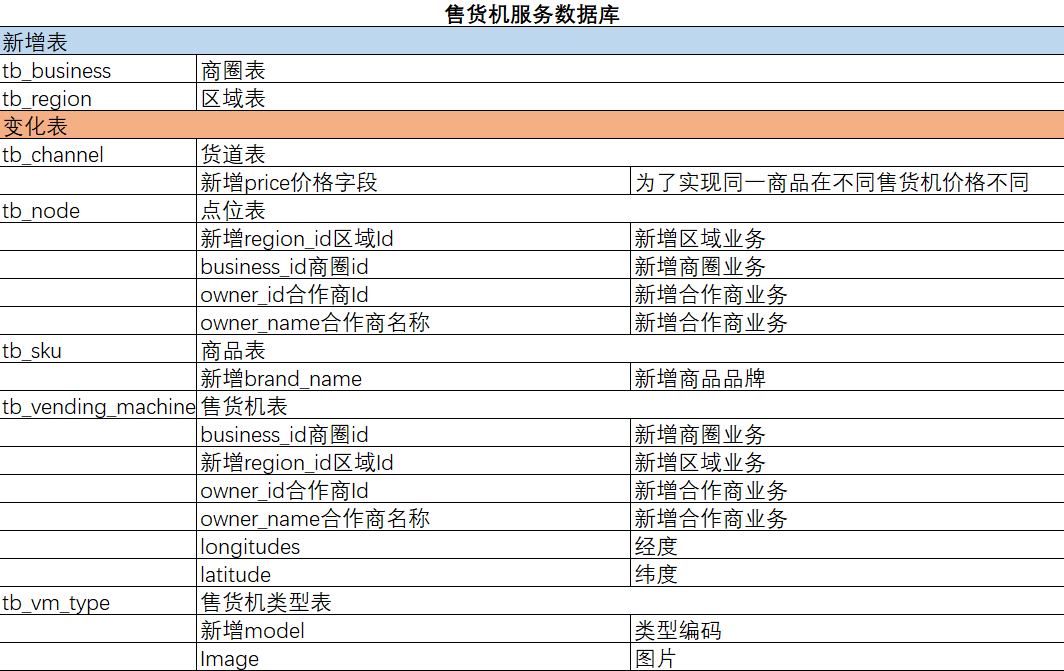 售货机服务数据库
新增表
tb_business 商圈表
tb_region 区域表
变化表
tb_channel 货道表
新增price价格字段 为了实现同一商品在不同售货机价格不同
tb_node 点位表
新增region_id区域Id 新增区域业务
business_id商圈id 新增商圈业务
owner_id合作商Id 新增合作商业务
owner_name合作商名称 新增合作商业务
tb_sku 商品表
新增brand_name 新增商品品牌
tb_vending_machine 售货机表
business_id商圈id 新增商圈业务
新增region_id区域Id 新增区域业务
owner_id合作商Id 新增合作商业务
owner_name合作商名称 新增合作商业务
longitudes 经度
latitude 纬度
tb_vm_type 售货机类型表
新增model 类型编码
Image 图片